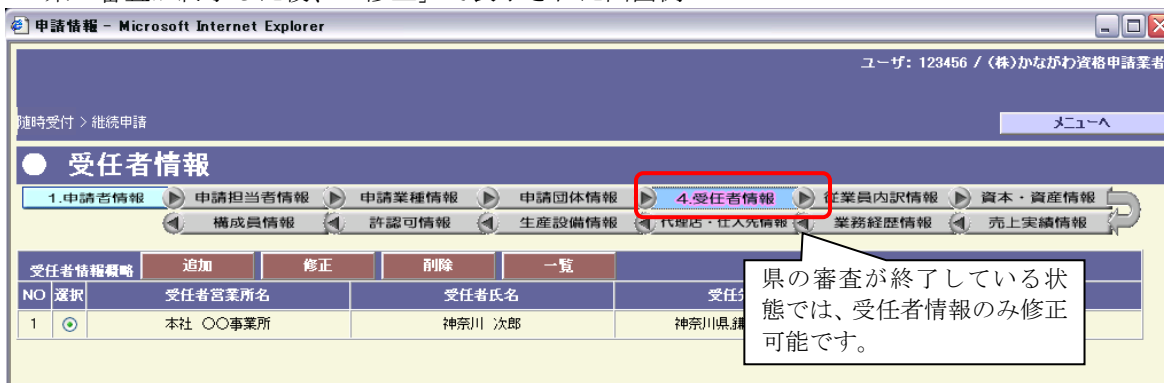 申請情報 - Microsoft Internet Explorer
ユーザ: 123456 / (株)かながわ資格申請業者
随時受付 > 継続申請
メニューへ
● 受任者情報
1.申請者情報 申請担当者情報 申請業種情報 申請団体情報 4.受任者情報 従業員内訳情報 資本・資産情報
構成員情報 許認可情報 生産設備情報 代理店・仕入先情報 業務経歴情報 売上実績情報
受任者情報概略 追加 修正 削除 一覧
NO 選択 受任者営業所名 受任者氏名 受任
1 本社 ○○事業所 神奈川 次郎 神奈川県
県の審査が終了している状
態では、受任者情報のみ修正
可能です。